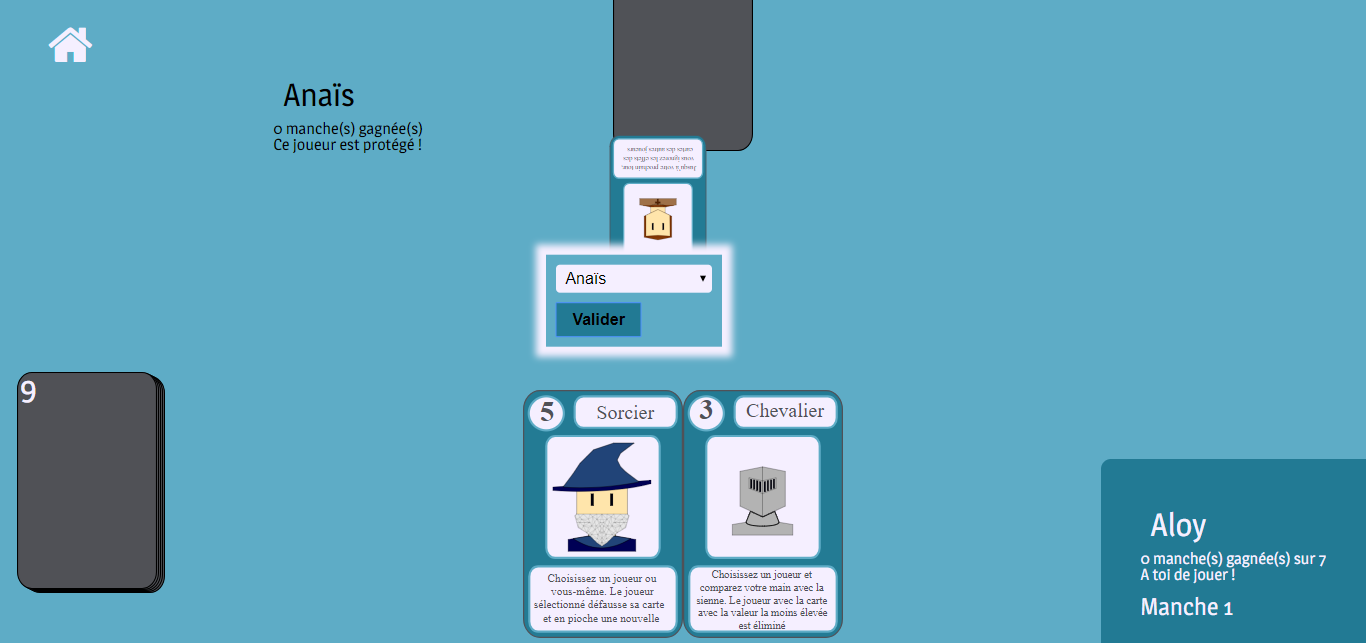 Anaïs
0 manche(s) gagnée(s)
Ce joueur est protégé !
Jusqu'à votre prochain tour,
vous ignorez les effets des
cartes des autres joueurs
Anaïs
Valider
9
5
Sorcier
Choisissez un joueur ou
vous-même. Le joueur
sélectionné défausse sa carte
et en pioche une nouvelle
3
Chevalier
Choisissez un joueur et
comparez votre main avec la
sienne. Le joueur avec la carte
avec la valeur la moins élevée
est éliminé
Aloy
0 manche(s) gagnée(s) sur 7
A toi de jouer !
Manche 1